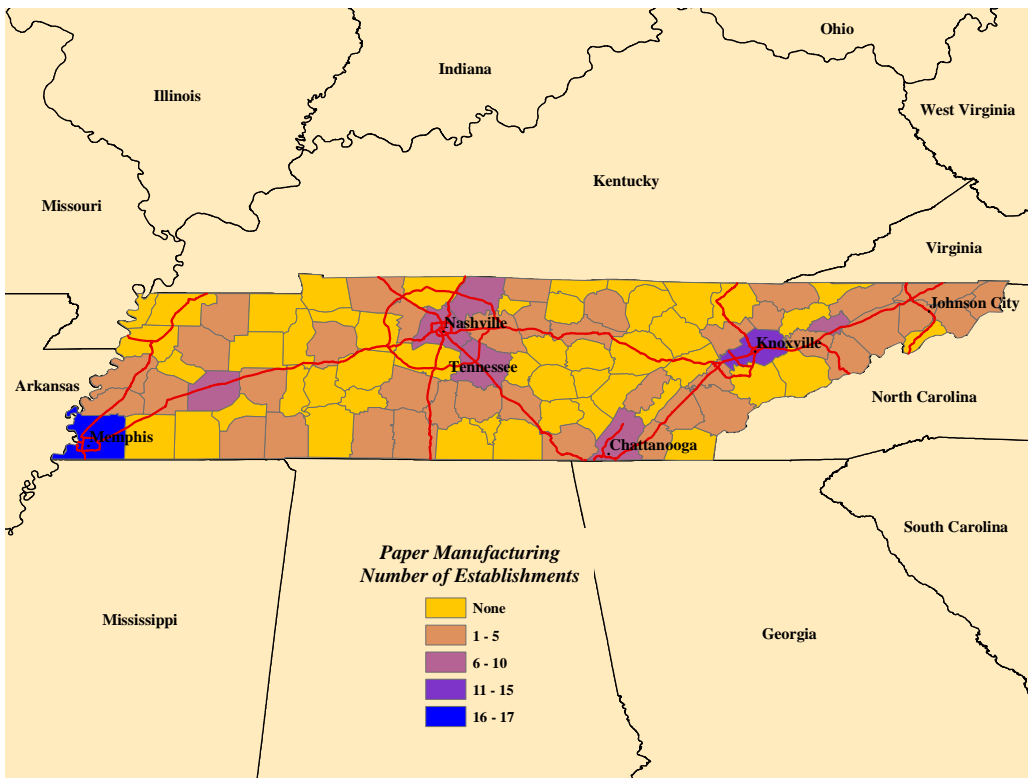 Ohio
Indiana
Illinois
West Virginia
Kentucky
Missouri
Virginia
Johnson City
Nashville
Knoxville
Tennessee
Arkansas
North Carolina
Memphis
Chattanooga
South Carolina
Paper Manufacturing
Number of Establishments
None
1 - 5
6 - 10
11 - 15
16 - 17
Mississippi
Georgia